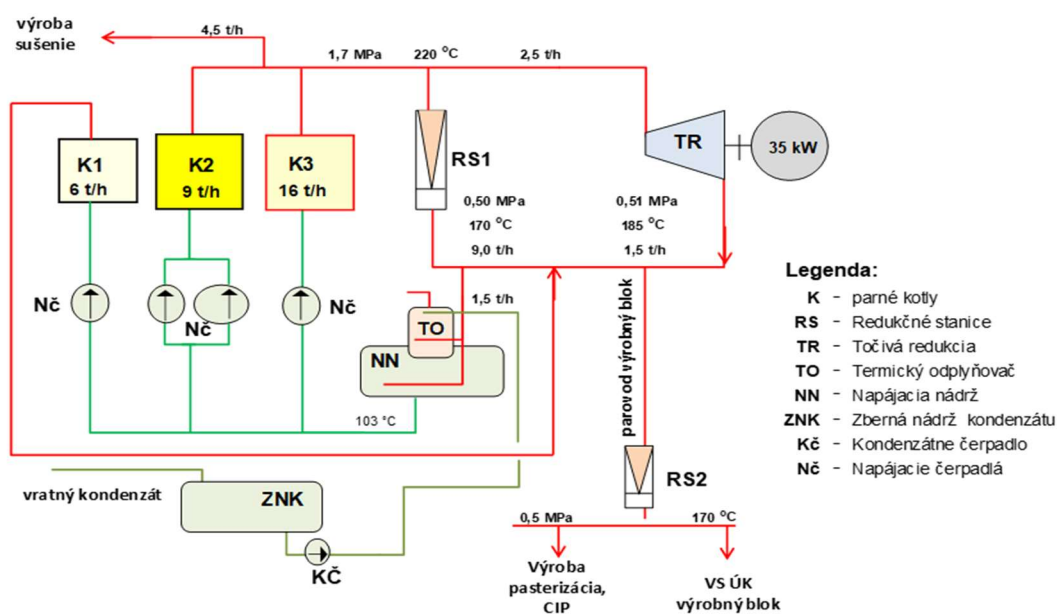 výroba
sušenie
4,5 t/h
1,7 MPa
220 °C
2,5 t/h
K1
6 t/h
K2
9 t/h
K3
16 t/h
RS1
TR
35 kW
0,50 MPa
170 °C
9,0 t/h
0,51 MPa
185 °C
1,5 t/h
Nč
Nč
Nč
1,5 t/h
TO
NN
103 °C
parovod výrobný blok
vratný kondenzát
ZNK
KČ
RS2
0,5 MPa
170 °C
Výroba
pasterizácia,
CIP
VS ÚK
výrobný blok
Legenda:
K - parné kotly
RS - Redukčné stanice
TR - Točivá redukcia
TO - Termický odplyňovač
NN - Napájacia nádrž
ZNK - Zberná nádrž kondenzátu
Kč - Kondenzátne čerpadlo
Nč - Napájacie čerpadlá